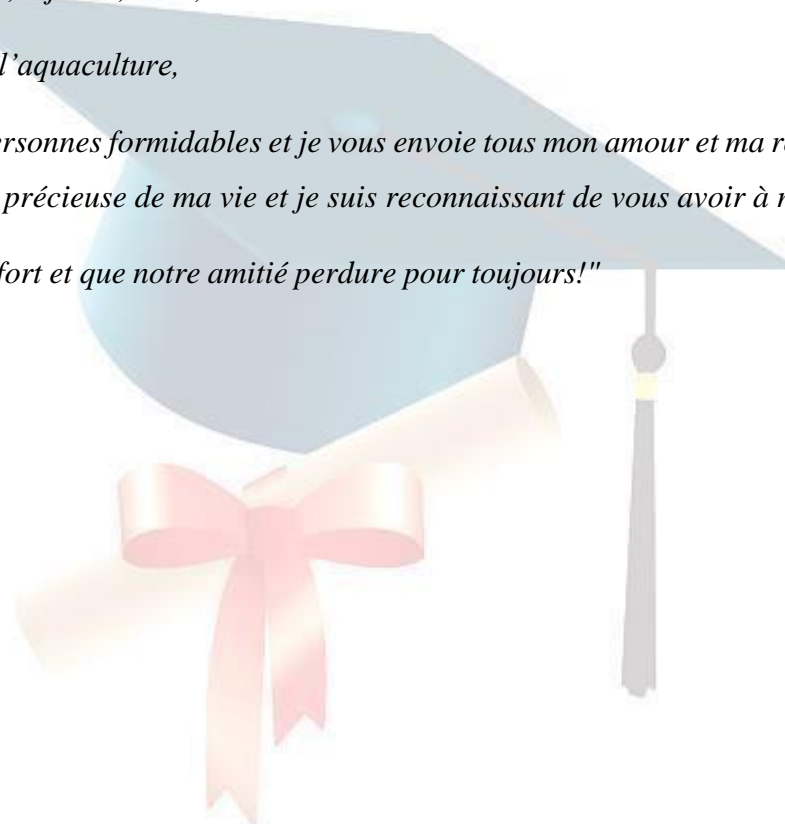 l’aquaculture,
ersonnes formidables et je vous envoie tous mon amour et ma r
précieuse de ma vie et je suis reconnaissant de vous avoir à
fort et que notre amitié perdure pour toujours!"